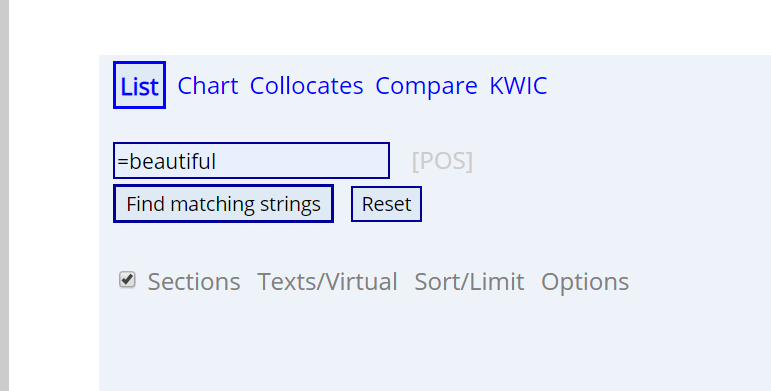 List Chart Collocates Compare KWIC
=beautiful [POS]
Find matching strings Reset
Sections Texts/Virtual Sort/Limit Options